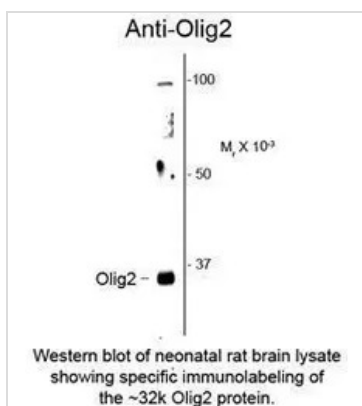 Anti-Olig2
-100
Mr X 10-3
- 50
- 37
Olig2 –
Western blot of neonatal rat brain lysate
showing specific immunolabeling of
the ~32k Olig2 protein.